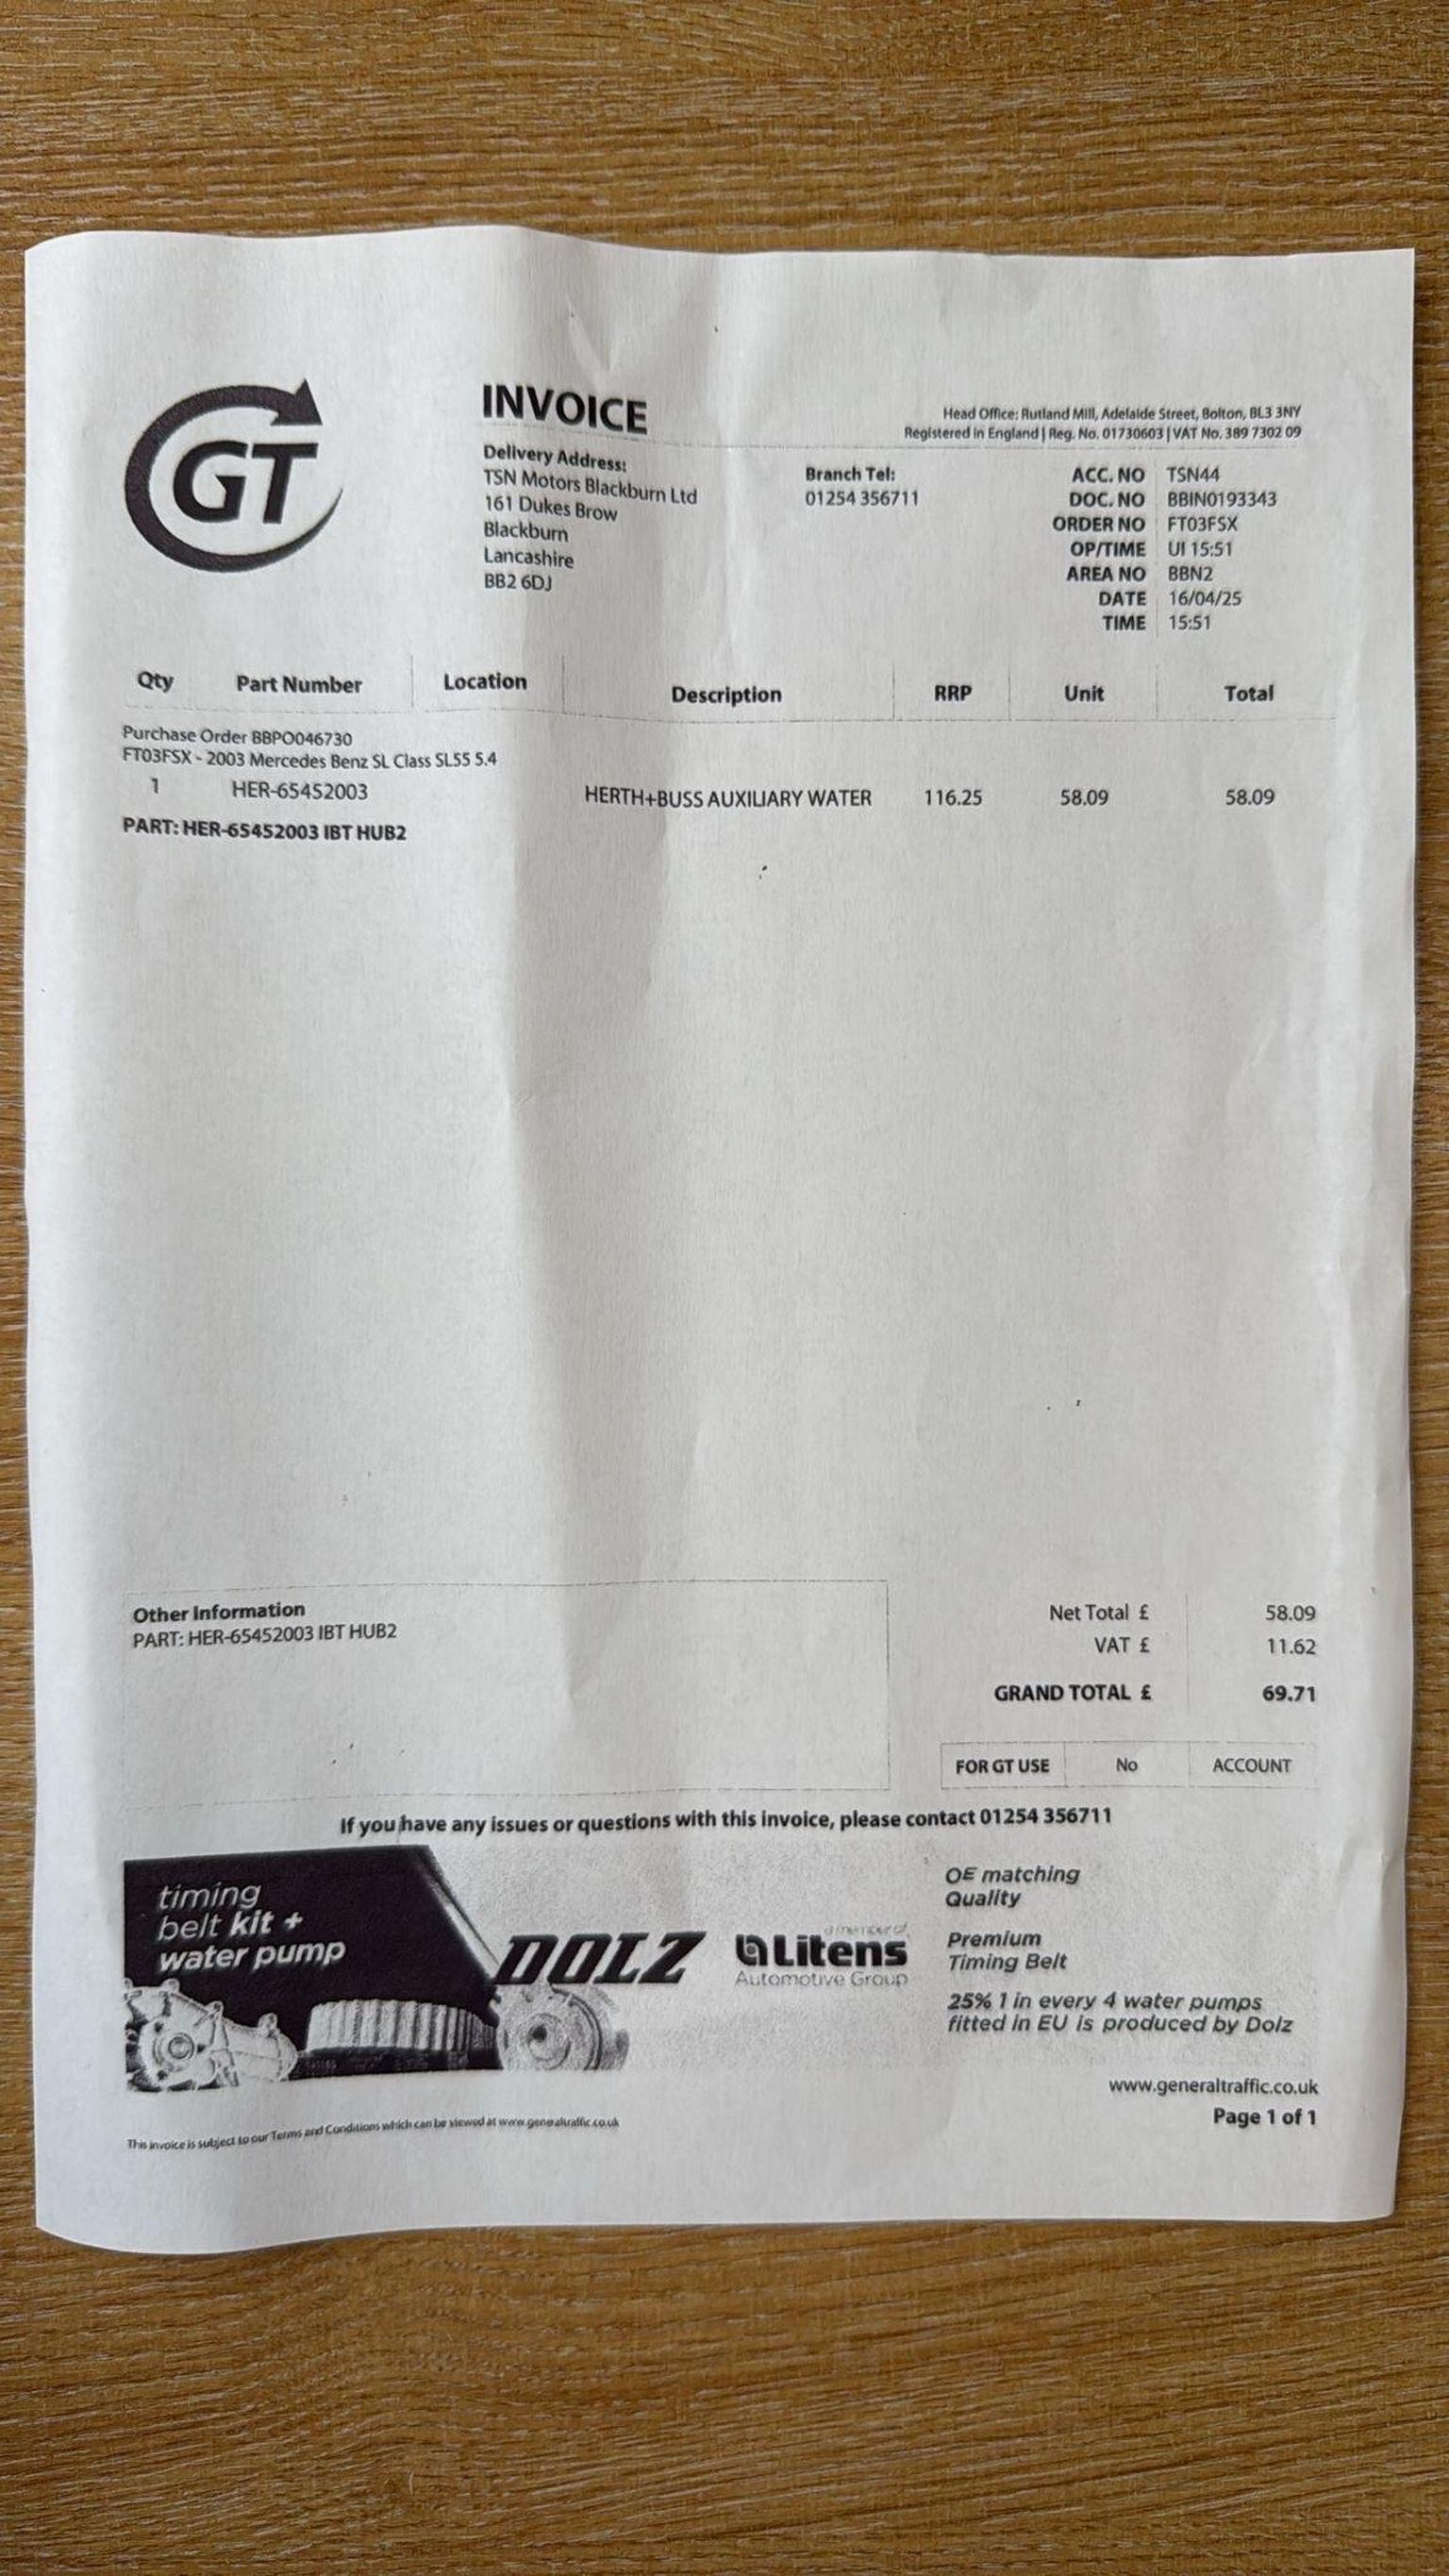 GT
INVOICE
Delivery Address:
TSN Motors Blackburn Ltd
161 Dukes Brow
Blackburn
Lancashire
BB2 6DJ
Branch Tel:
01254 356711
Head Office: Rutland Mill, Adelaide Street, Bolton, BL3 3NY
Registered in England | Reg. No. 01730603 | VAT No. 389 7302 09
ACC. NO TSN44
DOC. NO BBIN0193343
ORDER NO FT03FSX
OP/TIME UI 15:51
AREA NO BBN2
DATE 16/04/25
TIME 15:51
Qty Part Number Location Description RRP Unit Total
Purchase Order BBPO046730
FT03FSX - 2003 Mercedes Benz SL Class SL55 5.4
1 HER-65452003 HERTH+BUSS AUXILIARY WATER 116.25 58.09 58.09
PART: HER-65452003 IBT HUB2
Other Information
PART: HER-65452003 IBT HUB2
Net Total £ 58.09
VAT £ 11.62
GRAND TOTAL £ 69.71
FOR GT USE No ACCOUNT
If you have any issues or questions with this invoice, please contact 01254 356711
timing
belt kit +
water pump
DOLZ
a member of
Litens
Automotive Group
OE matching
Quality
Premium
Timing Belt
25% 1 in every 4 water pumps
fitted in EU is produced by Dolz
www.generaltraffic.co.uk
Page 1 of 1
This invoice is subject to our Terms and Conditions which can be viewed at www.generaltraffic.co.uk